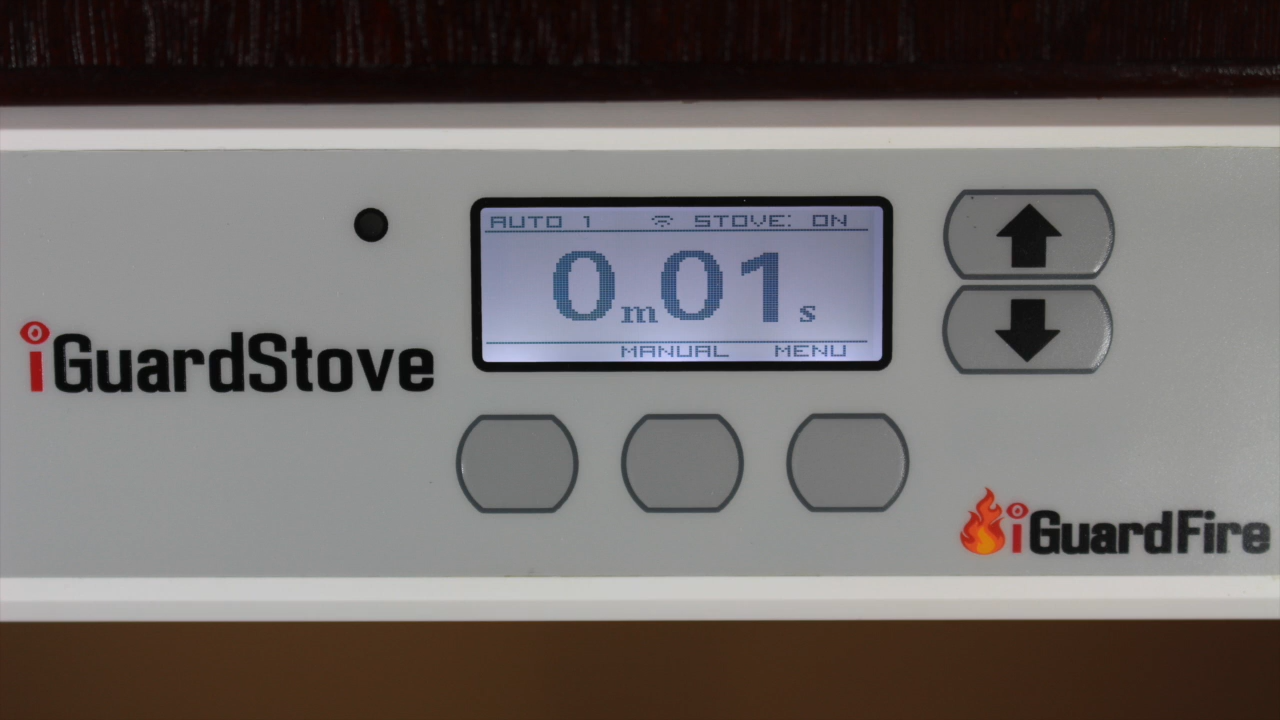 AUTO 1 STOVE: ON
0m01s
MANUAL MENU
iGuardStove
iGuardFire